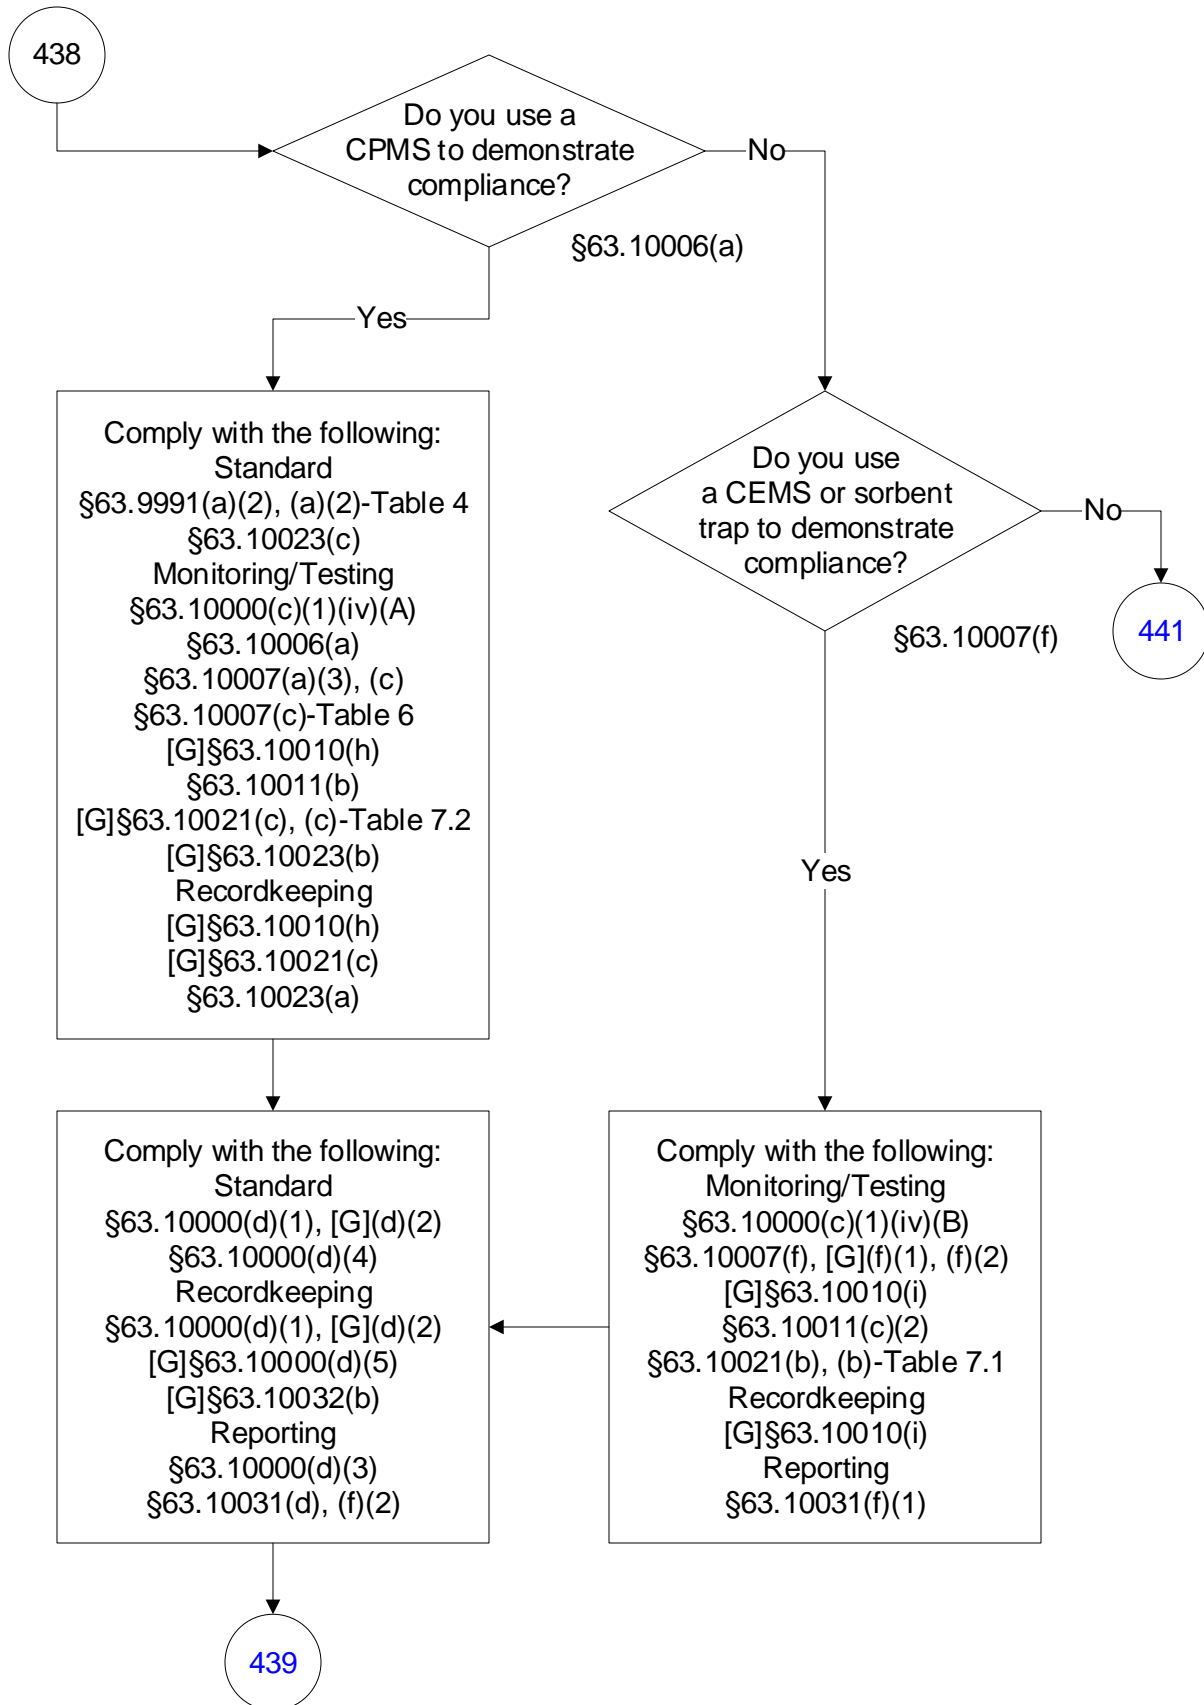 438
Do you use a
CPMS to demonstrate
compliance?
No
§63.10006(a)
Yes
Comply with the following:
Standard
§63.9991(a)(2), (a)(2)-Table 4
§63.10023(c)
Monitoring/Testing
§63.10000(c)(1)(iv)(A)
§63.10006(a)
§63.10007(a)(3), (c)
§63.10007(c)-Table 6
[G]§63.10010(h)
§63.10011(b)
[G]§63.10021(c), (c)-Table 7.2
[G]§63.10023(b)
Recordkeeping
[G]§63.10010(h)
[G]§63.10021(c)
§63.10023(a)
Do you use
a CEMS or sorbent
trap to demonstrate
compliance?
No
§63.10007(f)
441
Yes
Comply with the following:
Standard
§63.10000(d)(1), [G](d)(2)
§63.10000(d)(4)
Recordkeeping
§63.10000(d)(1), [G](d)(2)
[G]§63.10000(d)(5)
[G]§63.10032(b)
Reporting
§63.10000(d)(3)
§63.10031(d), (f)(2)
Comply with the following:
Monitoring/Testing
§63.10000(c)(1)(iv)(B)
§63.10007(f), [G](f)(1), (f)(2)
[G]§63.10010(i)
§63.10011(c)(2)
§63.10021(b), (b)-Table 7.1
Recordkeeping
[G]§63.10010(i)
Reporting
§63.10031(f)(1)
439